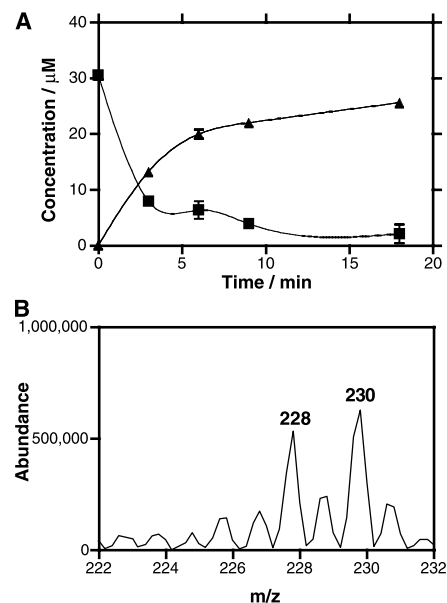 A
Concentration / µM
40
30
20
10
0
0 5 10 15 20
Time / min
B
Abundance
1,000,000
500,000
0
228
230
222 224 226 228 230 232
m/z